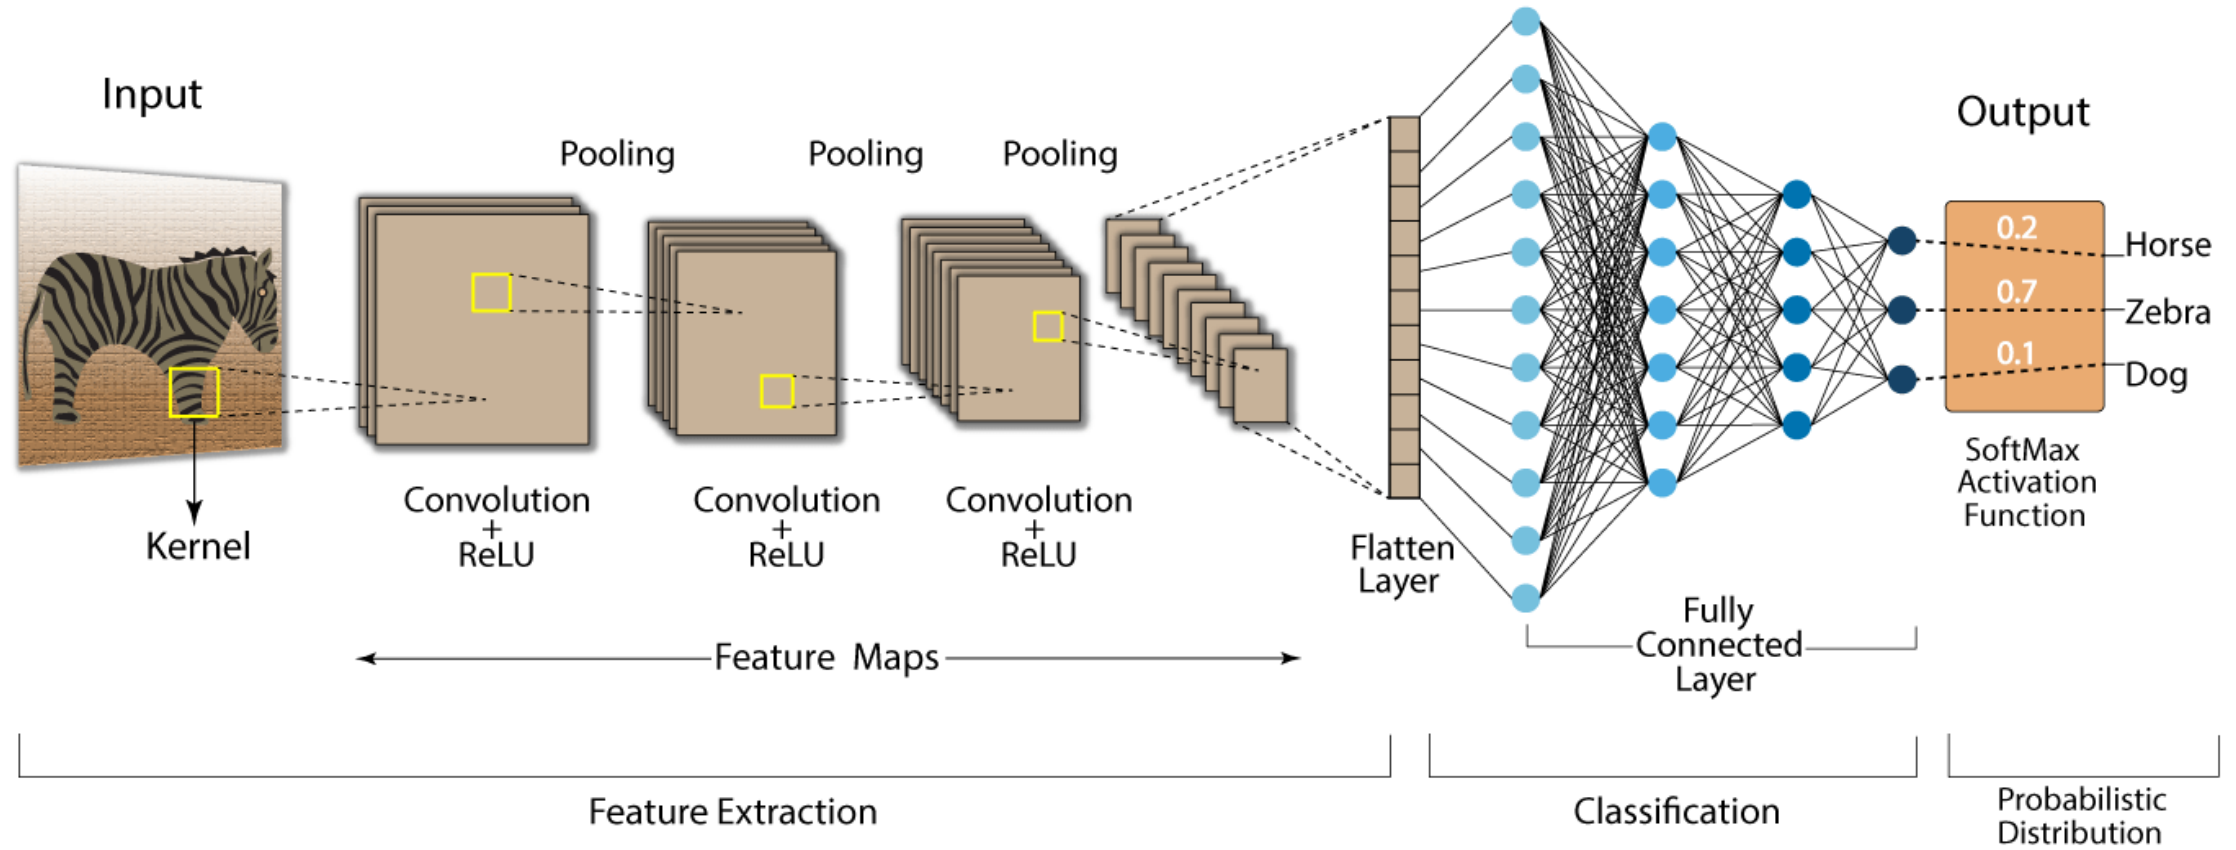 Input
Output
Pooling
Pooling
Pooling
0.2
Horse
0.7
Zebra
0.1
Dog
Kernel
Convolution
+
ReLU
Convolution
+
ReLU
Convolution
+
ReLU
Flatten
Layer
SoftMax
Activation
Function
Fully
Connected
Layer
Feature Maps
Feature Extraction
Classification
Probabilistic
Distribution